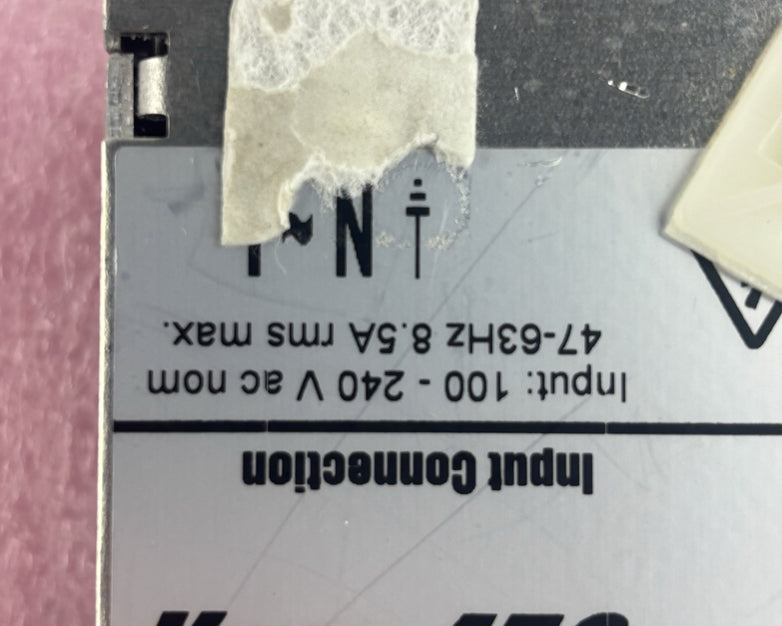 Input Connection
Input: 100 - 240 V ac nom
47-63Hz 8.5A rms max.
N